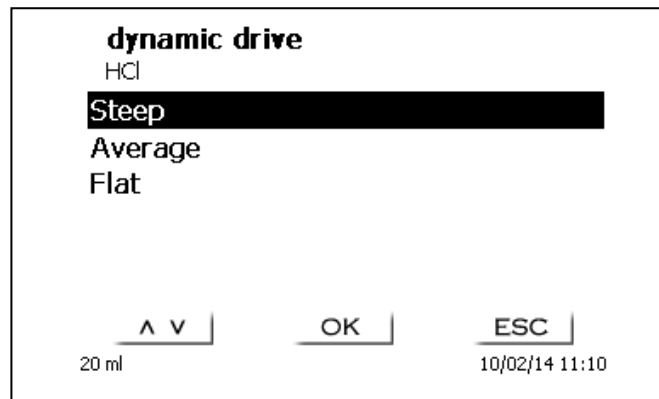 dynamic drive
HCl
Steep
Average
Flat
∧ ∨ OK ESC
20 ml 10/02/14 11:10